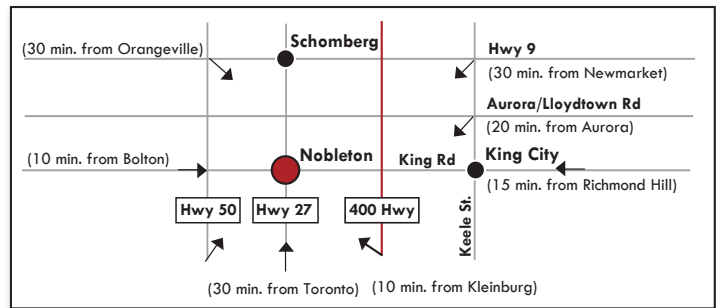 Schomberg
(30 min. from Orangeville)
Hwy 9
(30 min. from Newmarket)
Aurora/Lloydtown Rd
(20 min. from Aurora)
Nobleton
King Rd
King City
(10 min. from Bolton)
(15 min. from Richmond Hill)
Hwy 50
Hwy 27
400 Hwy
Keele St.
(30 min. from Toronto)
(10 min. from Kleinburg)